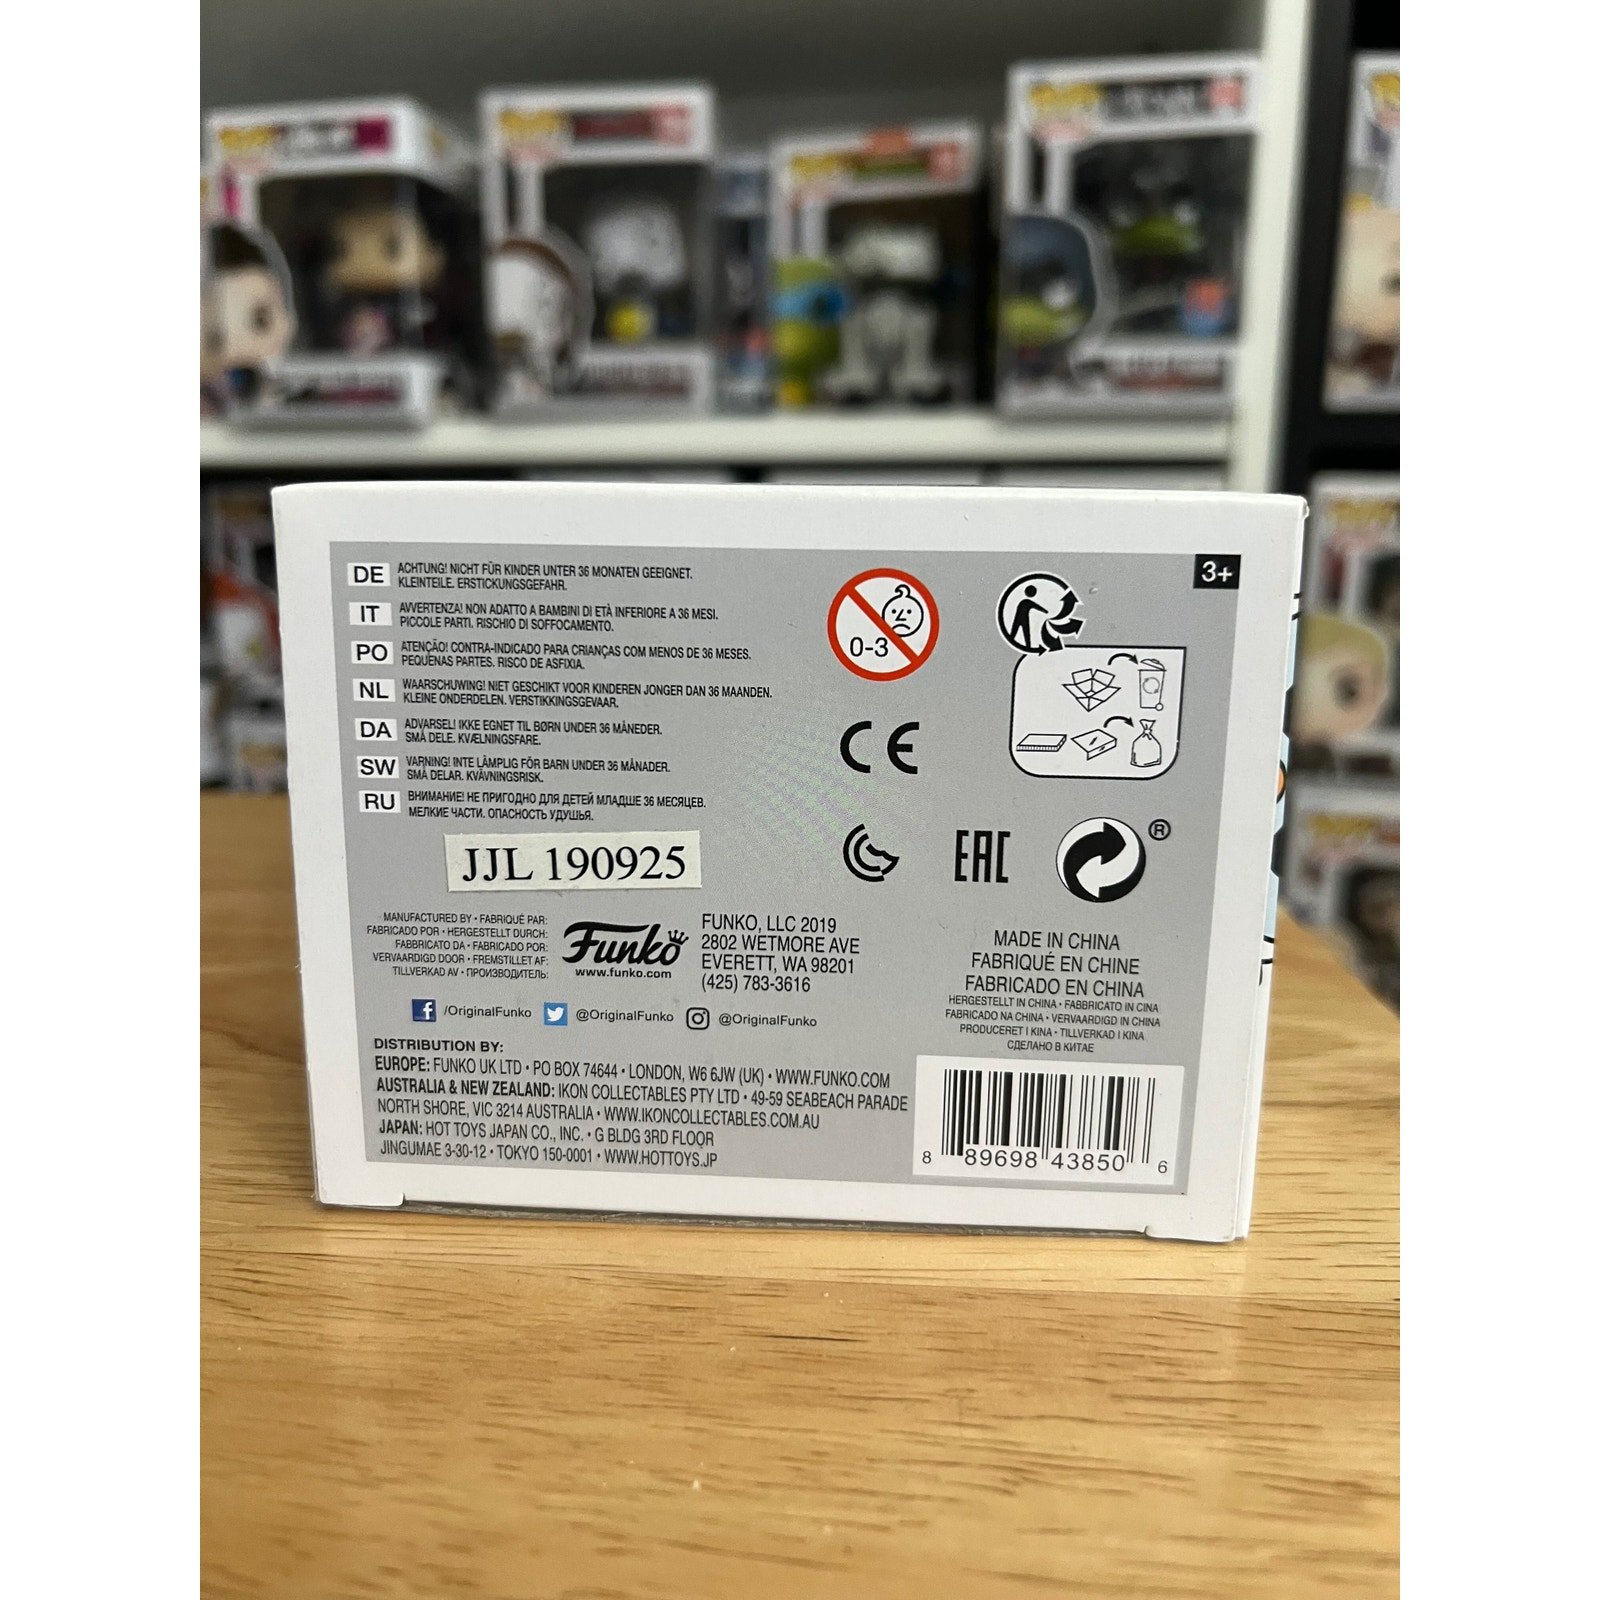 3+
DE ACHTUNG! NICHT FÜR KINDER UNTER 36 MONATEN GEEIGNET.
KLEINTEILE. ERSTICKUNGSGEFAHR.
IT AVVERTENZA! NON ADATTO A BAMBINI DI ETÀ INFERIORE A 36 MESI.
PICCOLE PARTI. RISCHIO DI SOFFOCAMENTO.
PO ATENÇÃO! CONTRA-INDICADO PARA CRIANÇAS COM MENOS DE 36 MESES.
PEQUENAS PARTES. RISCO DE ASFIXIA.
NL WAARSCHUWING! NIET GESCHIKT VOOR KINDEREN JONGER DAN 36 MAANDEN.
KLEINE ONDERDELEN. VERSTIKKINGSGEVAAR.
DA ADVARSEL! IKKE EGNET TIL BØRN UNDER 36 MÅNEDER.
SMÅ DELE. KVÆLNINGSFARE.
SW VARNING! INTE LÄMPLIG FÖR BARN UNDER 36 MÅNADER.
SMÅ DELAR. KVÄVNINGSRISK.
RU ВНИМАНИЕ! НЕ ПРИГОДНО ДЛЯ ДЕТЕЙ МЛАДШЕ 36 МЕСЯЦЕВ.
МЕЛКИЕ ЧАСТИ. ОПАСНОСТЬ УДУШЬЯ.
0-3
CE
EAC
®
JJL 190925
MANUFACTURED BY • FABRIQUÉ PAR:
FABRICADO POR • HERGESTELLT DURCH:
FABBRICATO DA • FABRICADO POR:
VERVAARDIGD DOOR • FREMSTILLET AF:
TILLVERKAD AV • ПРОИЗВОДИТЕЛЬ:
Funko
www.funko.com
FUNKO, LLC 2019
2802 WETMORE AVE
EVERETT, WA 98201
(425) 783-3616
/OriginalFunko @OriginalFunko @OriginalFunko
MADE IN CHINA
FABRIQUÉ EN CHINE
FABRICADO EN CHINA
HERGESTELLT IN CHINA • FABBRICATO IN CINA
FABRICADO NA CHINA • VERVAARDIGD IN CHINA
PRODUCERET I KINA • TILLVERKAD I KINA
СДЕЛАНО В КИТАЕ
DISTRIBUTION BY:
EUROPE: FUNKO UK LTD • PO BOX 74644 • LONDON, W6 6JW (UK) • WWW.FUNKO.COM
AUSTRALIA & NEW ZEALAND: IKON COLLECTABLES PTY LTD • 49-59 SEABEACH PARADE
NORTH SHORE, VIC 3214 AUSTRALIA • WWW.IKONCOLLECTABLES.COM.AU
JAPAN: HOT TOYS JAPAN CO., INC. • G BLDG 3RD FLOOR
JINGUMAE 3-30-12 • TOKYO 150-0001 • WWW.HOTTOYS.JP
8 89698 43850 6